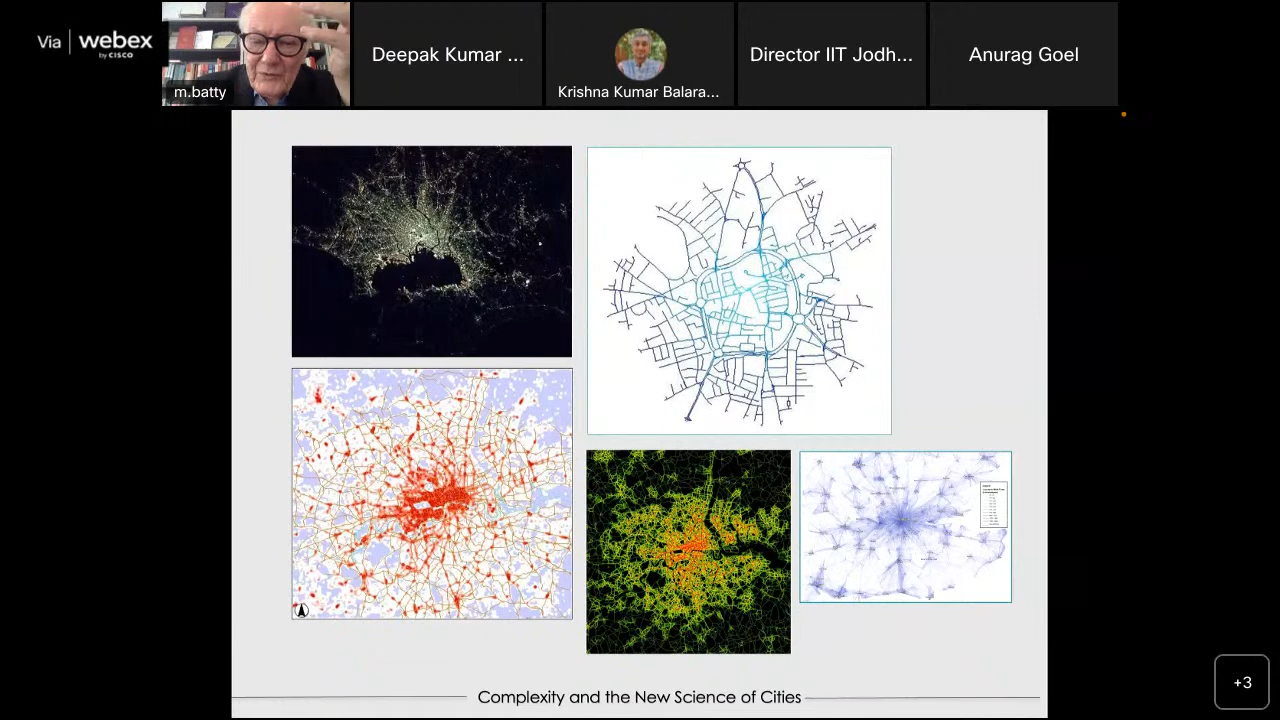 Via | webex
by CISCO
m.batty
Deepak Kumar ...
Krishna Kumar Balara...
Director IIT Jodh...
Anurag Goel
Complexity and the New Science of Cities
+3